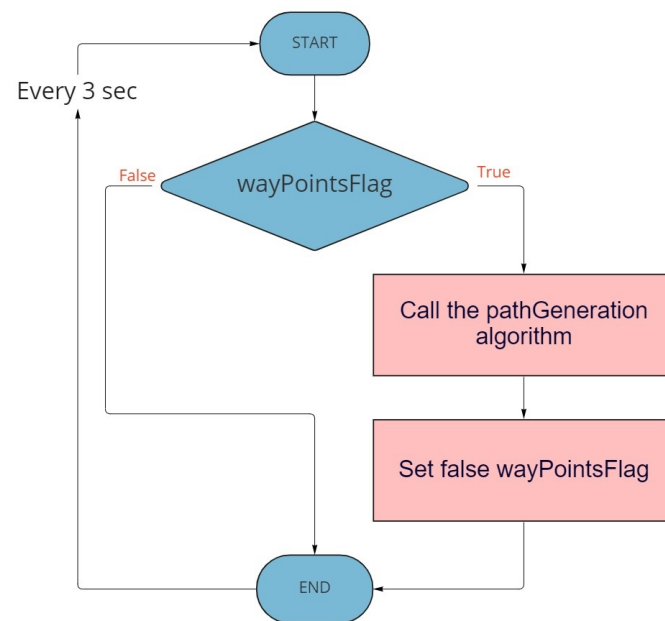 START
Every 3 sec
False
True
wayPointsFlag
Call the pathGeneration
algorithm
Set false wayPointsFlag
END